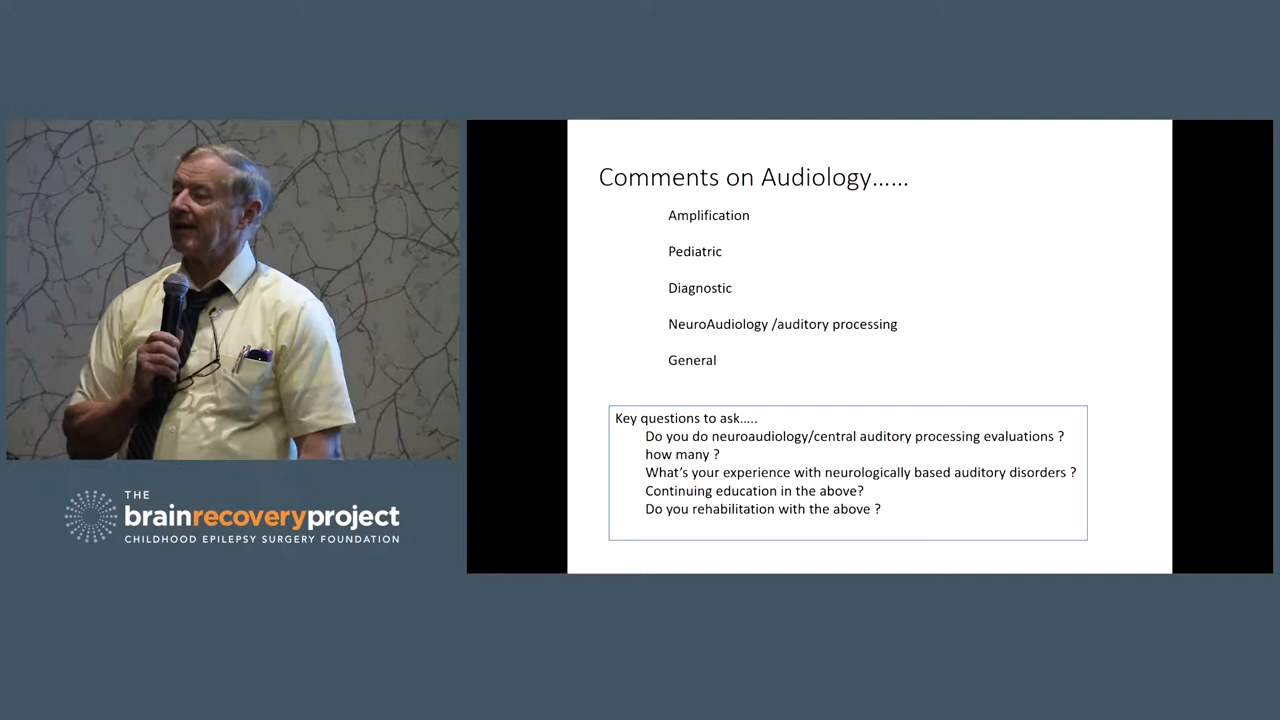 Comments on Audiology……
Amplification
Pediatric
Diagnostic
NeuroAudiology /auditory processing
General
Key questions to ask…..
Do you do neuroaudiology/central auditory processing evaluations ?
how many ?
What’s your experience with neurologically based auditory disorders ?
Continuing education in the above?
Do you rehabilitation with the above ?
THE
brainrecoveryproject
CHILDHOOD EPILEPSY SURGERY FOUNDATION